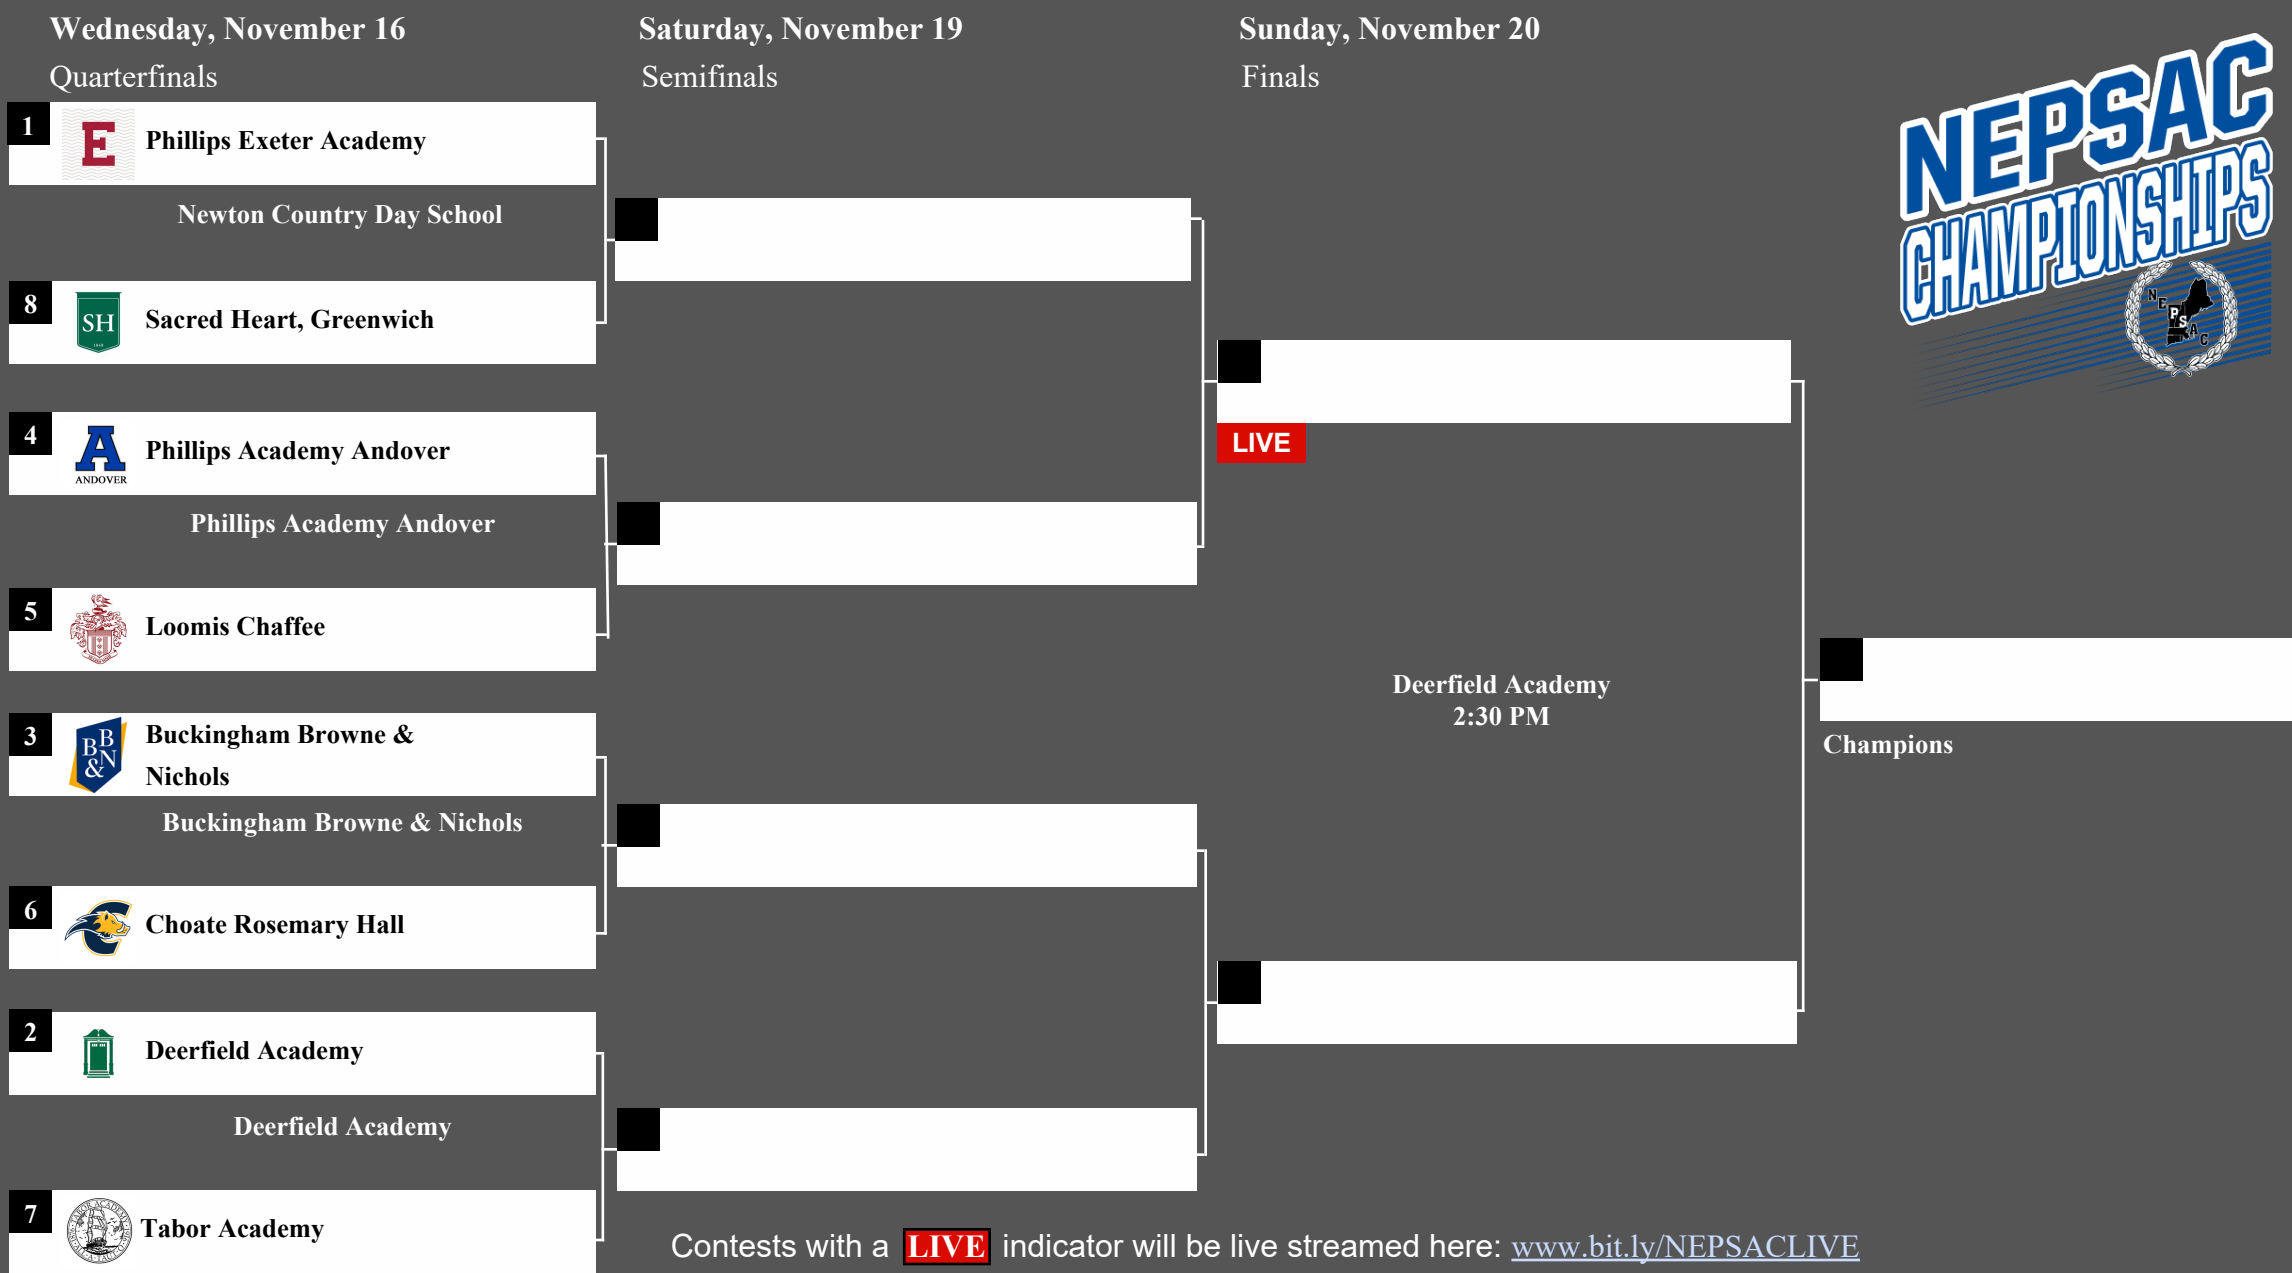 Wednesday, November 16
Saturday, November 19
Sunday, November 20
Quarterfinals
Semifinals
Finals
NEPSAC
CHAMPIONSHIPS
N E P S A C
1
E
Phillips Exeter Academy
Newton Country Day School
8
SH
Sacred Heart, Greenwich
4
A
ANDOVER
Phillips Academy Andover
Phillips Academy Andover
5
Loomis Chaffee
3
BB&N
Buckingham Browne &
Nichols
Buckingham Browne & Nichols
6
C
Choate Rosemary Hall
2
Deerfield Academy
Deerfield Academy
7
TABOR ACADEMY
Tabor Academy
LIVE
Deerfield Academy
2:30 PM
Champions
Contests with a LIVE indicator will be live streamed here: www.bit.ly/NEPSACLIVE